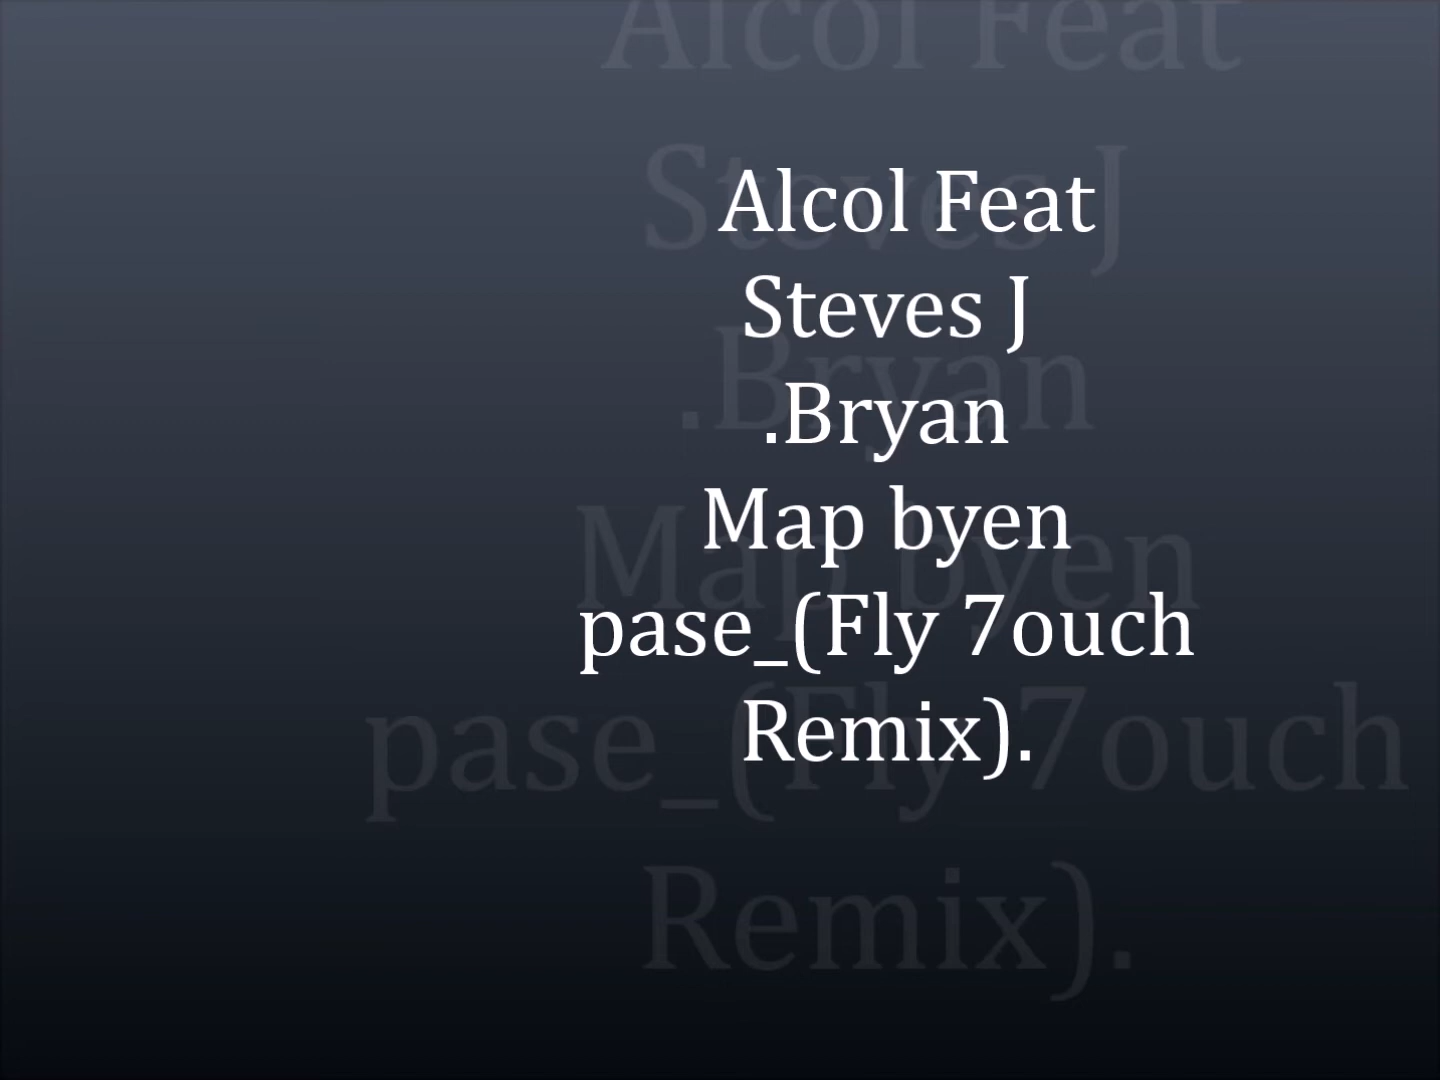 Alcol Feat
Steves J
.Bryan
Map byen
pase_(Fly 7ouch
Remix).